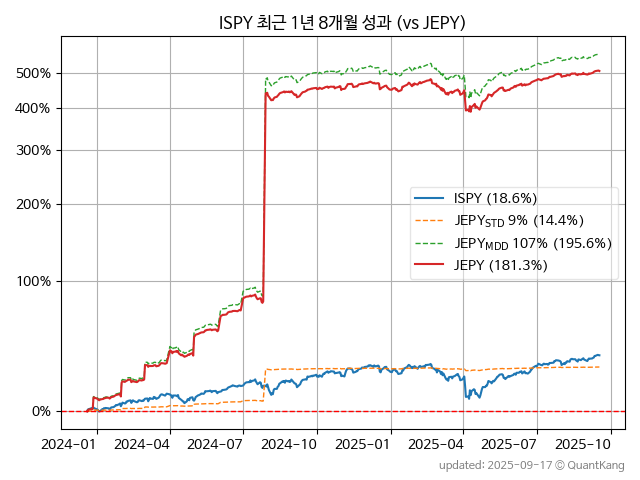 ISPY 최근 1년 8개월 성과 (vs JEPY)
500%
400%
300%
200%
100%
0%
ISPY (18.6%)
JEPY_STD 9% (14.4%)
JEPY_MDD 107% (195.6%)
JEPY (181.3%)
2024-01 2024-04 2024-07 2024-10 2025-01 2025-04 2025-07 2025-10
updated: 2025-09-17 © QuantKang